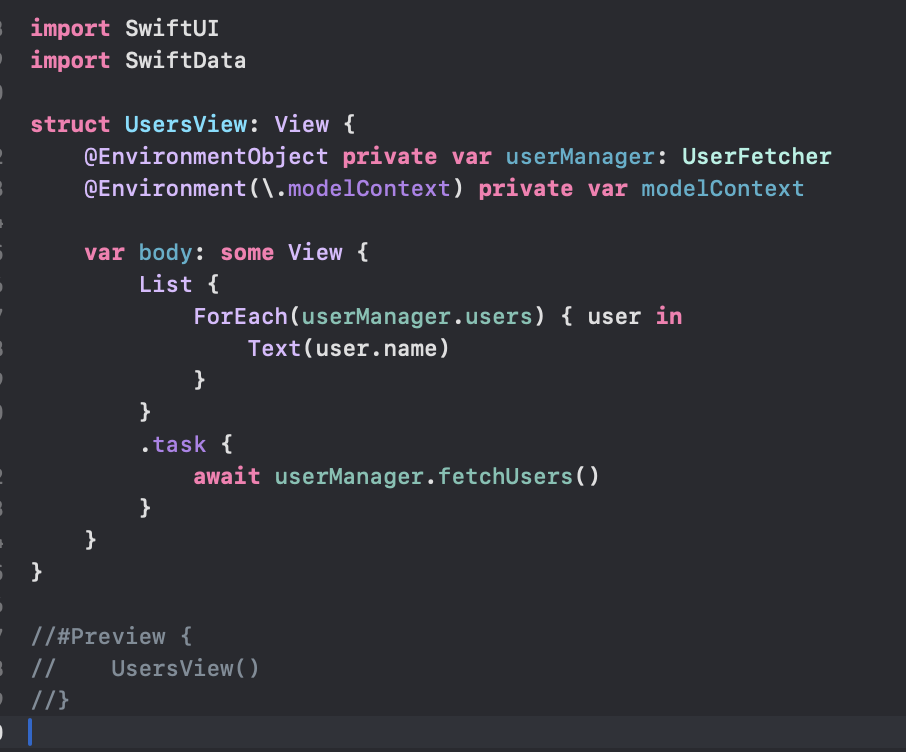 import SwiftUI
import SwiftData

struct UsersView: View {
    @EnvironmentObject private var userManager: UserFetcher
    @Environment(\.modelContext) private var modelContext

    var body: some View {
        List {
            ForEach(userManager.users) { user in
                Text(user.name)
            }
        }
        .task {
            await userManager.fetchUsers()
        }
    }
}

//#Preview {
//    UsersView()
//}